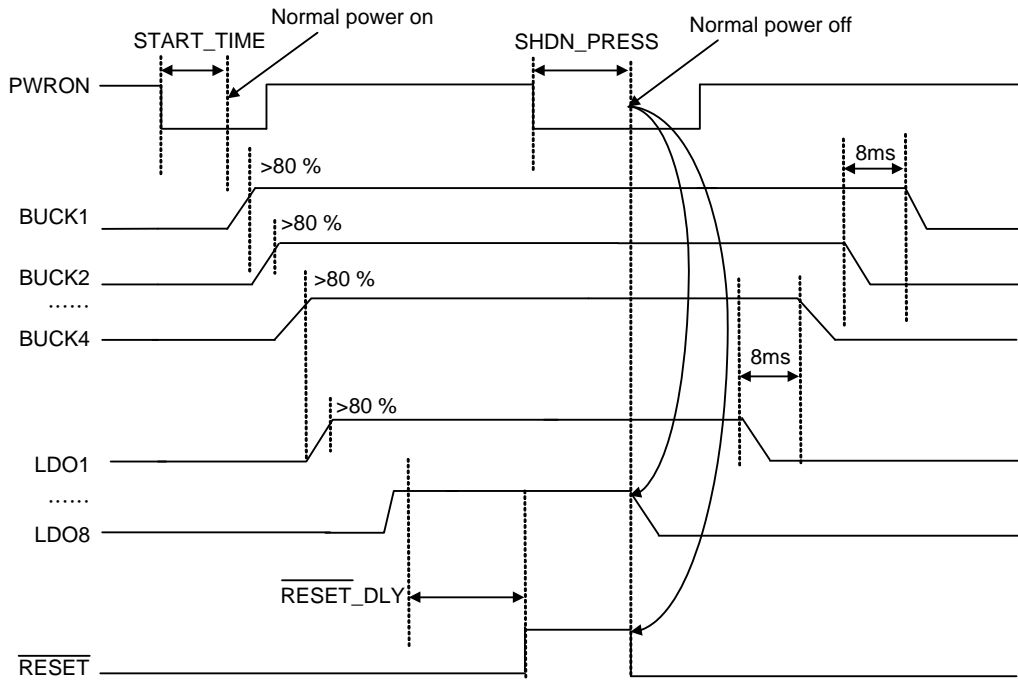 Normal power on
START_TIME
SHDN_PRESS
Normal power off
PWRON
8ms
>80 %
BUCK1
>80 %
BUCK2
>80 %
......
BUCK4
8ms
>80 %
LDO1
......
LDO8
RESET_DLY
RESET